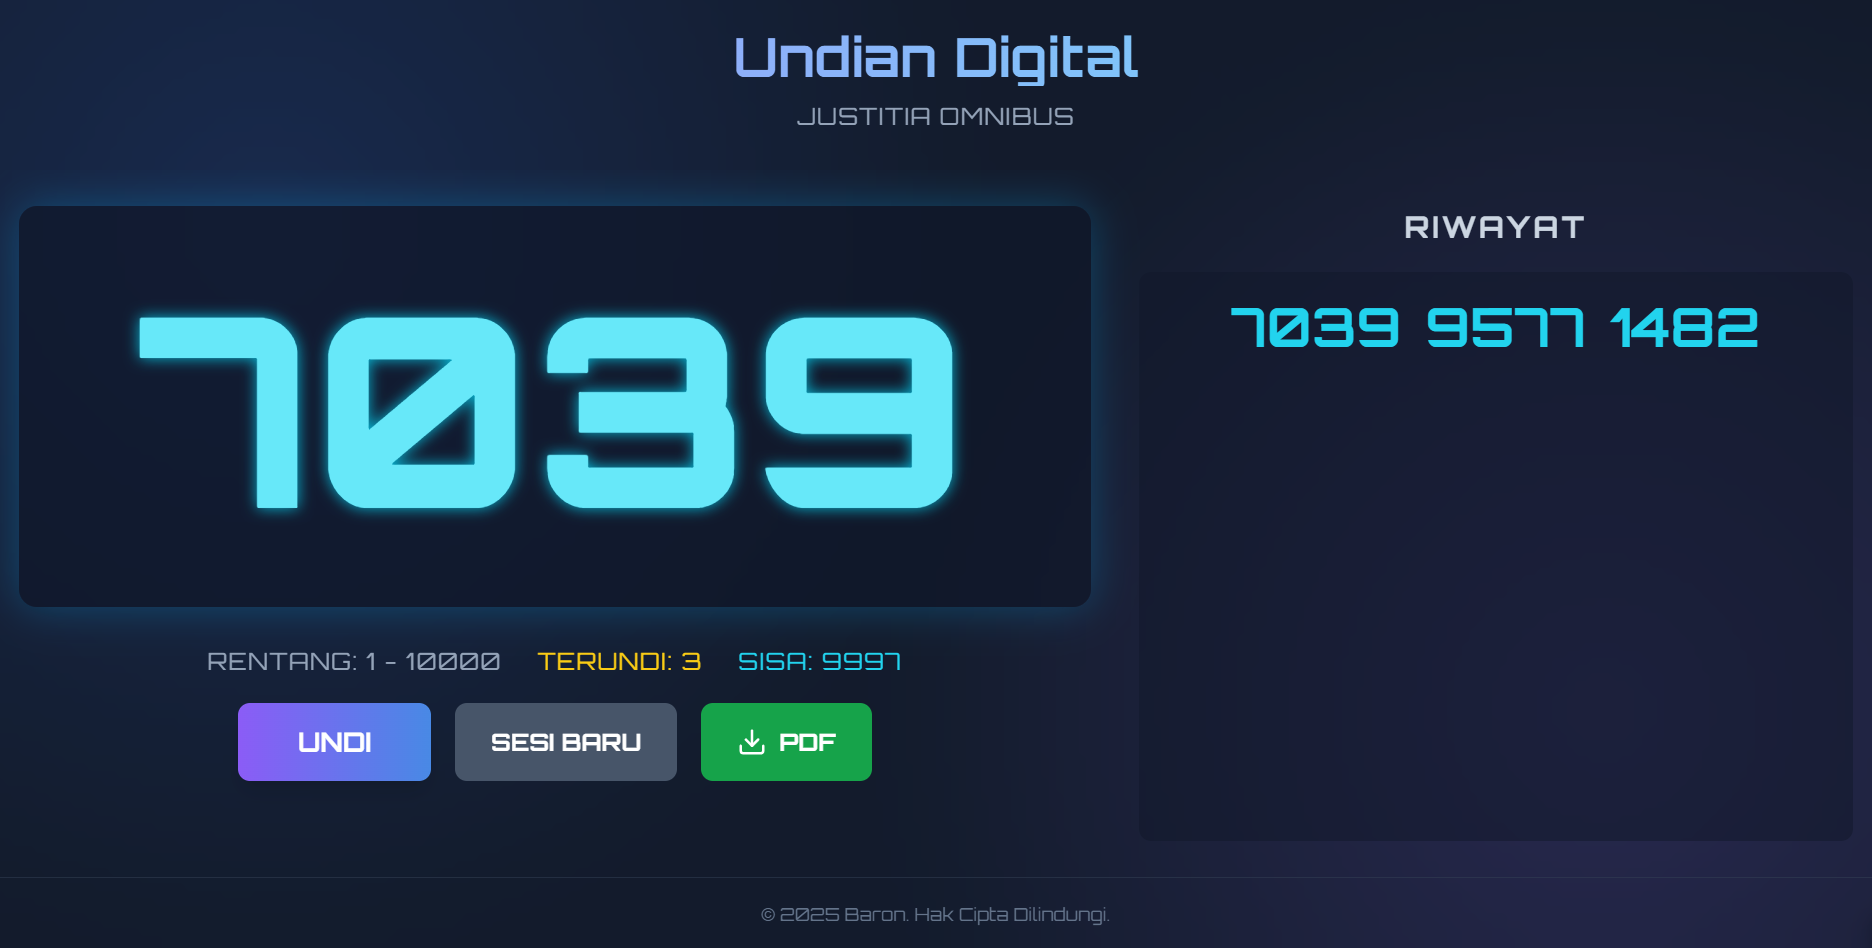 Undian Digital
JUSTITIA OMNIBUS
7039
RENTANG: 1 - 10000 TERUNDI: 3 SISA: 9997
UNDI SESI BARU PDF
RIWAYAT
7039 9577 1482
© 2025 Baron. Hak Cipta Dilindungi.